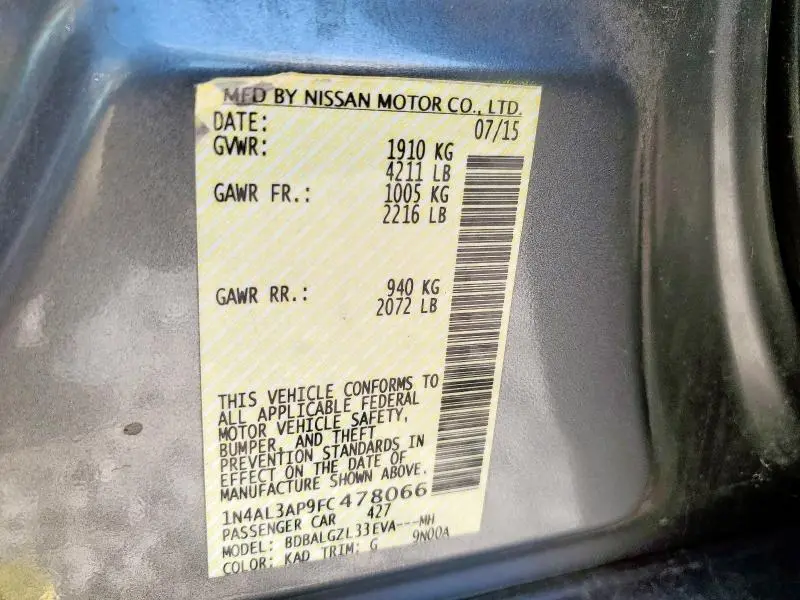 MFD BY NISSAN MOTOR CO., LTD.
DATE: 07/15
GVWR: 1910 KG
4211 LB
GAWR FR.: 1005 KG
2216 LB
GAWR RR.: 940 KG
2072 LB
THIS VEHICLE CONFORMS TO
ALL APPLICABLE FEDERAL
MOTOR VEHICLE SAFETY,
BUMPER, AND THEFT
PREVENTION STANDARDS IN
EFFECT ON THE DATE OF
MANUFACTURE SHOWN ABOVE.
1N4AL3AP9FC478066
PASSENGER CAR 427
MODEL: BDBALGZL33EVA---MH
COLOR: KAD TRIM: G 9N00A